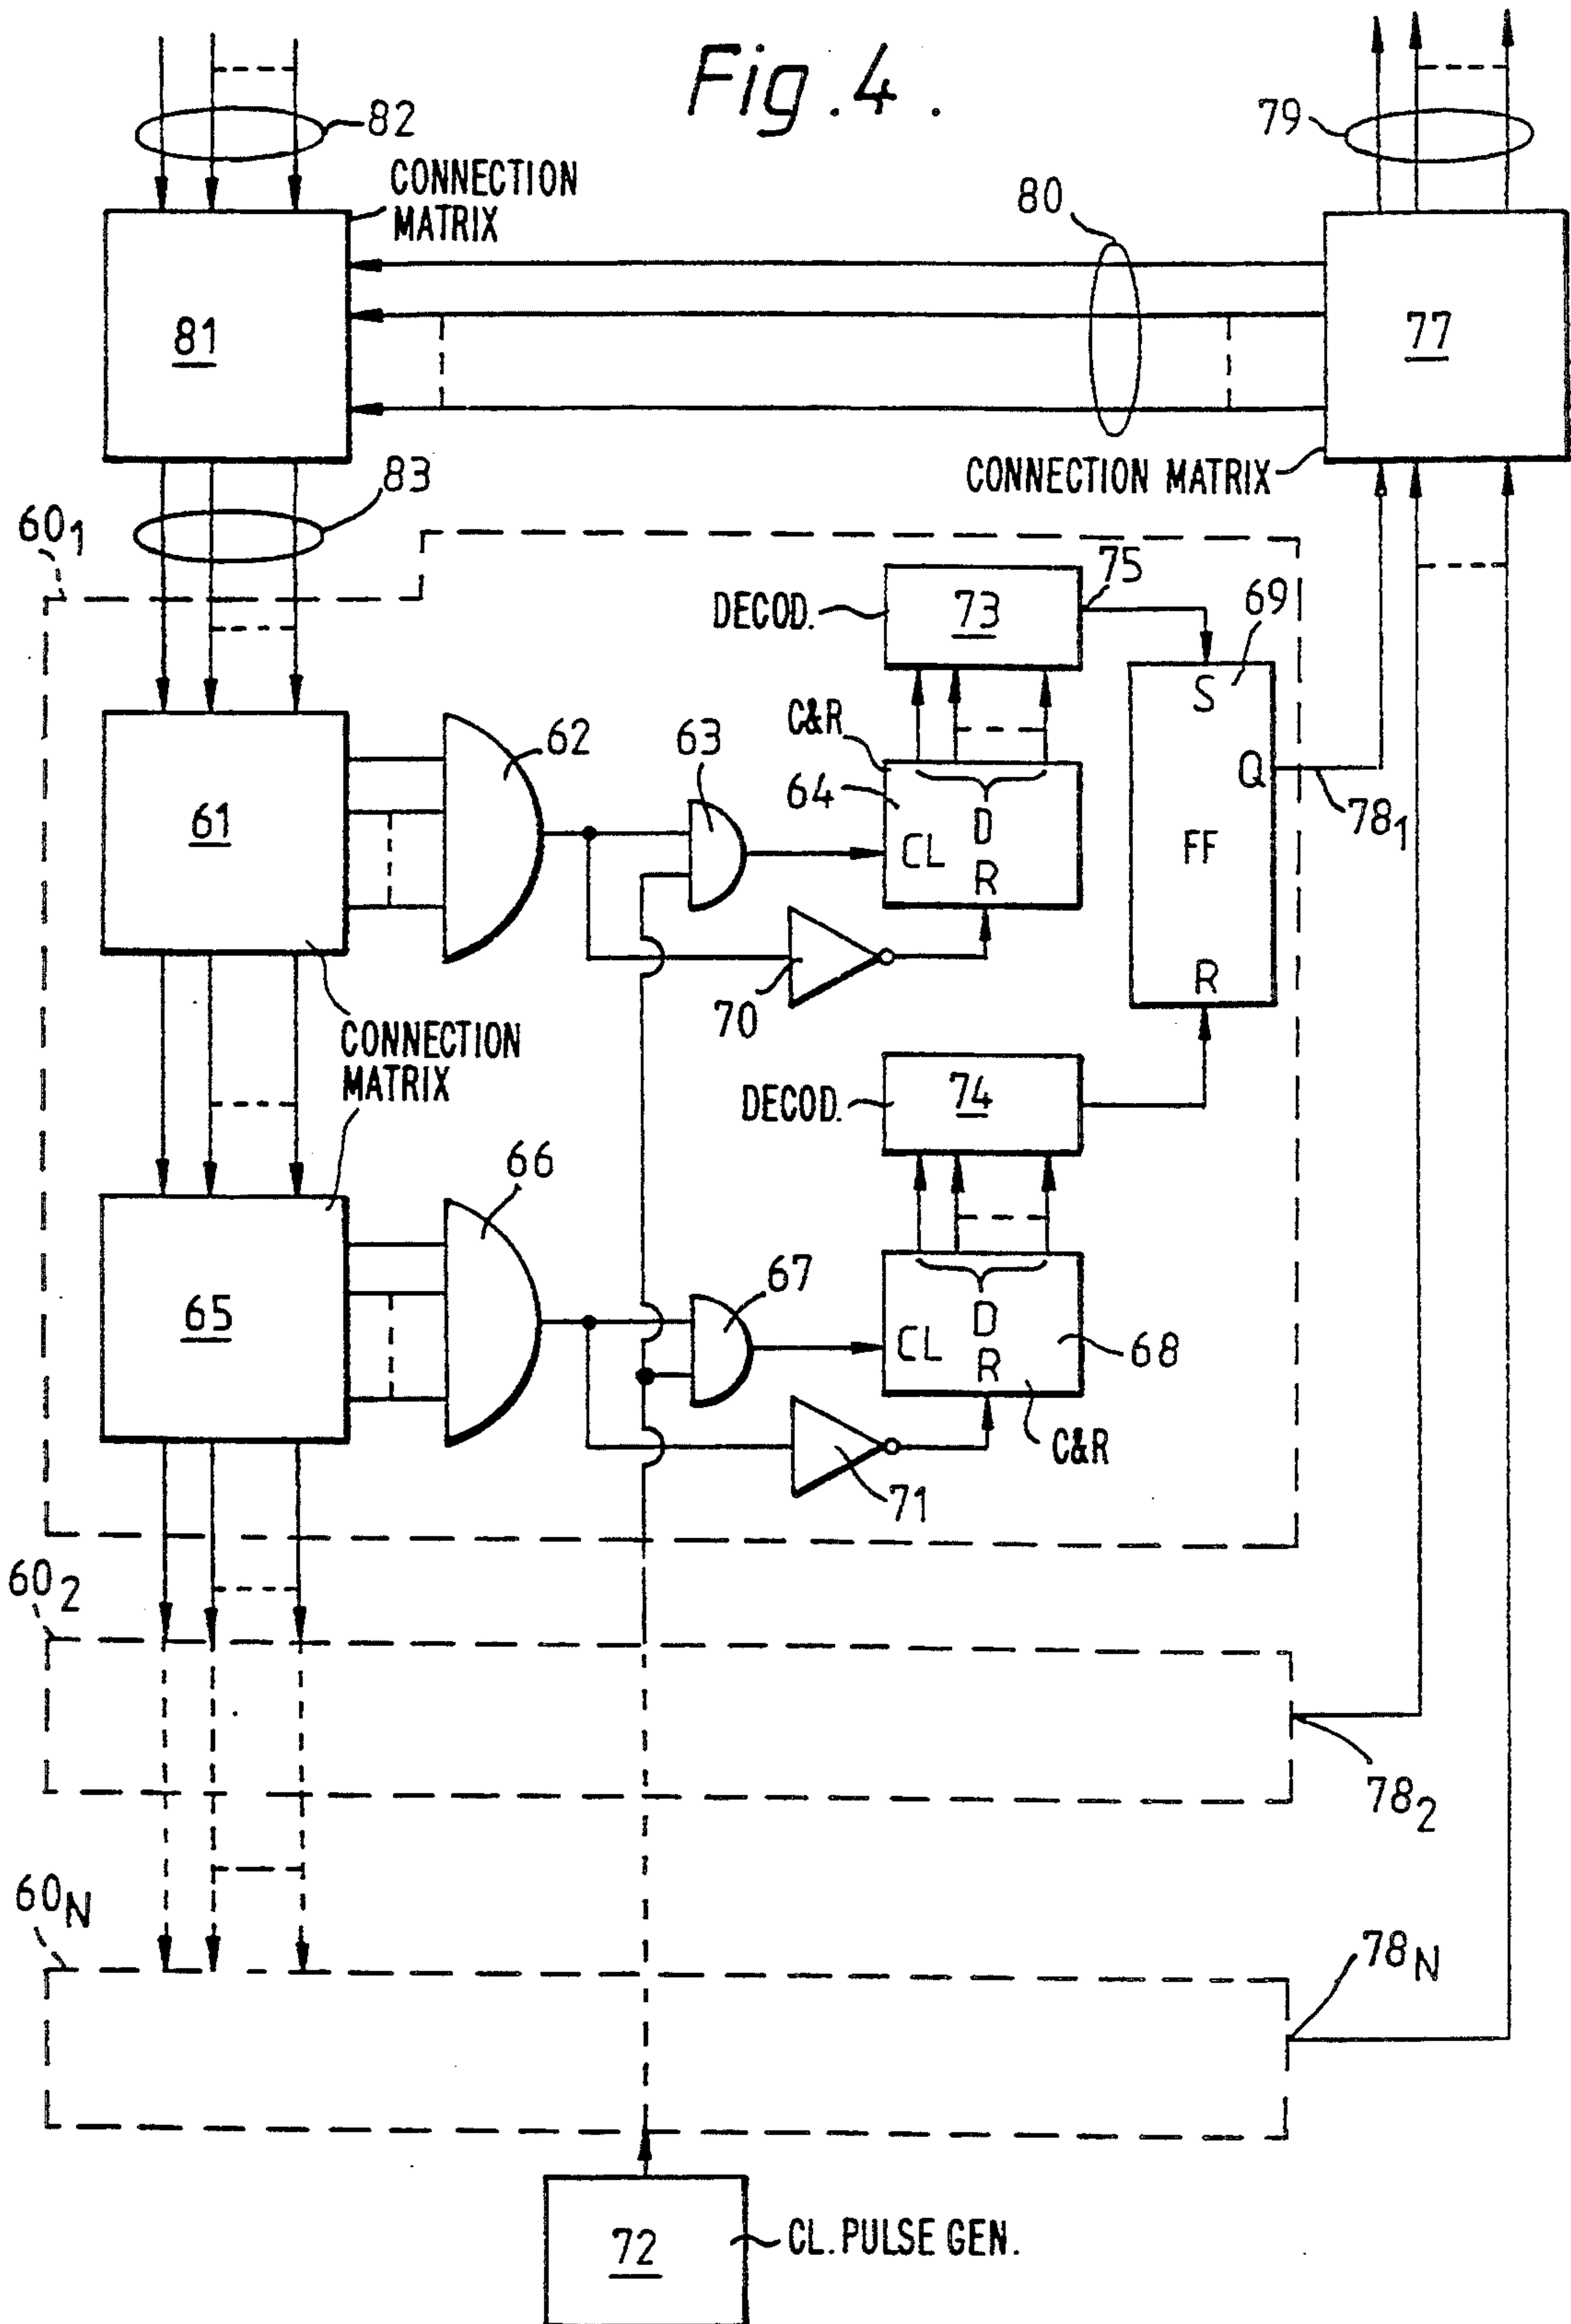 Fig. 4.
82
79
CONNECTION
MATRIX
80
81
77
83
CONNECTION MATRIX
60₁
75
DECOD.
73
69
S
C&R
62
63
64
D
Q
61
CL
R
FF
78₁
70
R
CONNECTION
MATRIX
DECOD.
74
66
67
65
D
CL
R
68
C&R
71
60₂
78₂
60N
78N
72
CL. PULSE GEN.